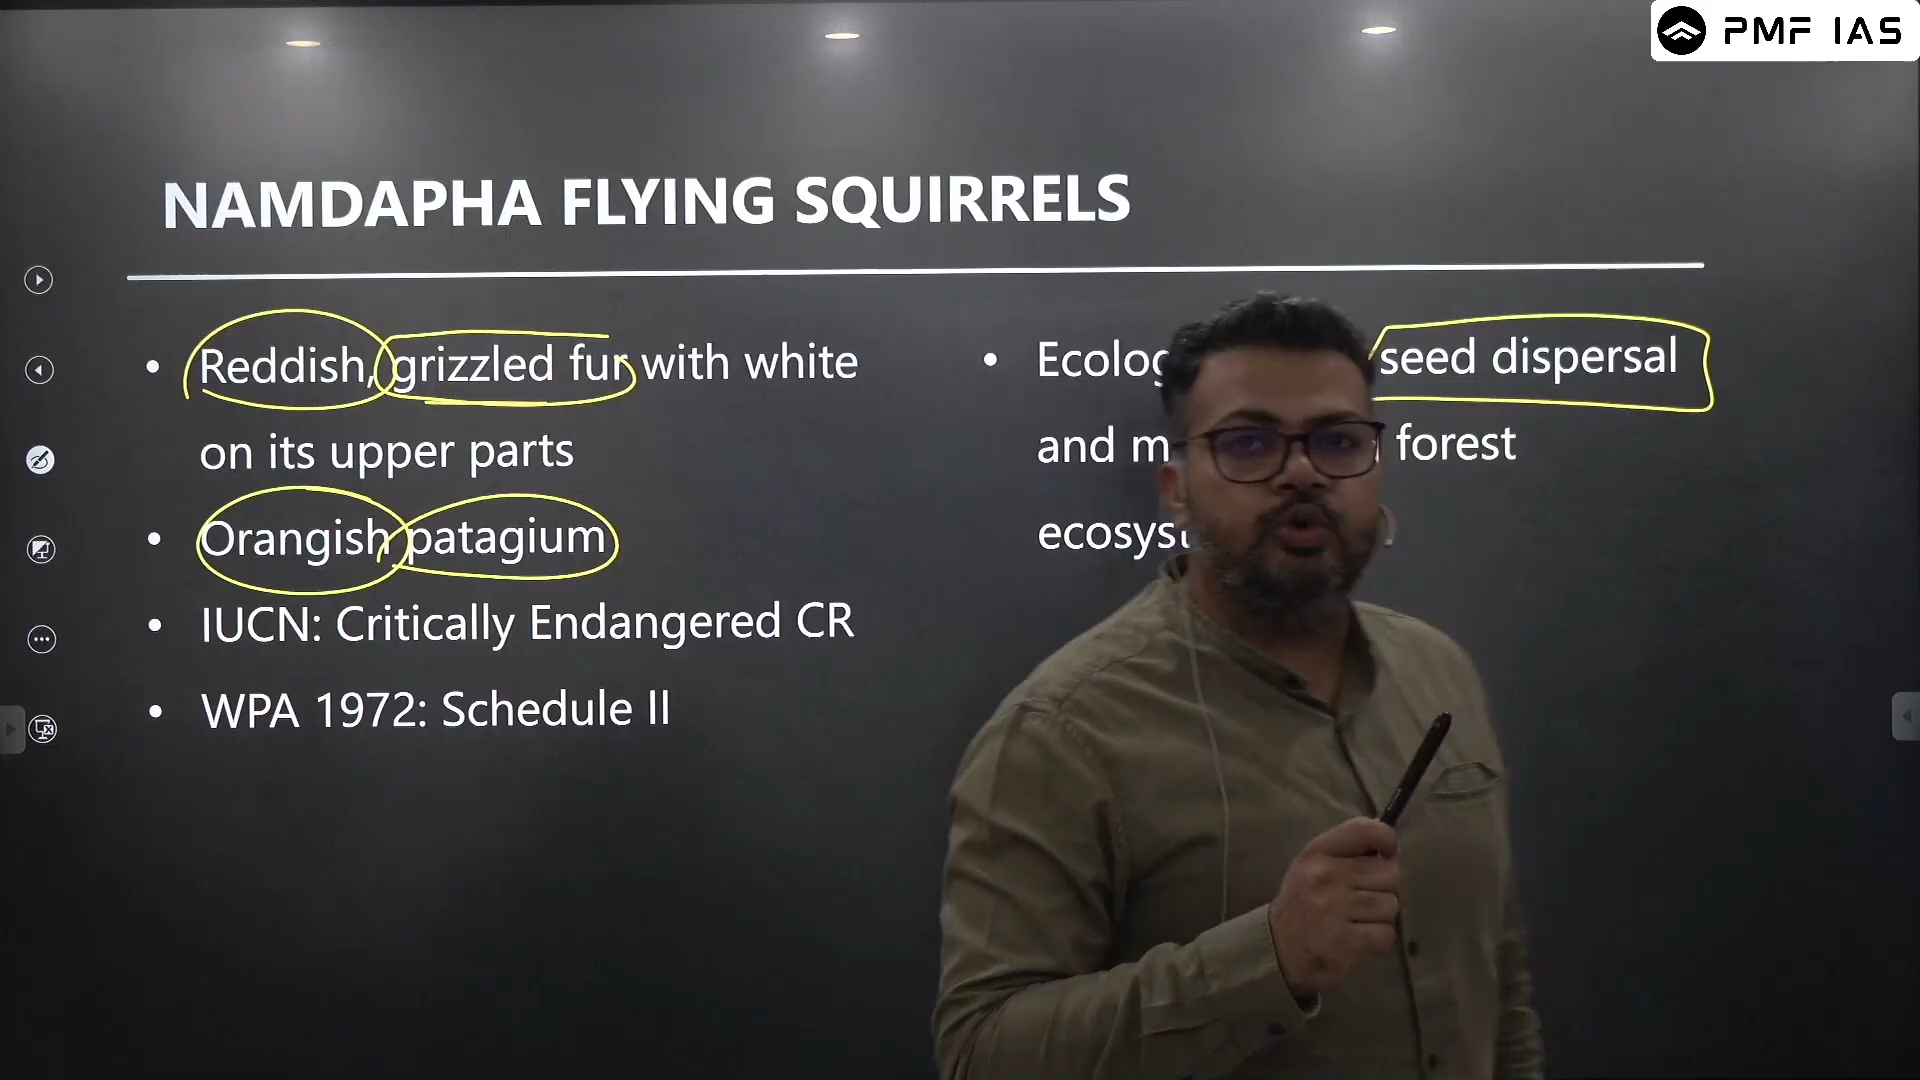 PMF IAS
NAMDAPHA FLYING SQUIRRELS
• Reddish, grizzled fur with white
on its upper parts
• Orangish patagium
• IUCN: Critically Endangered CR
• WPA 1972: Schedule II
• seed dispersal
and forest